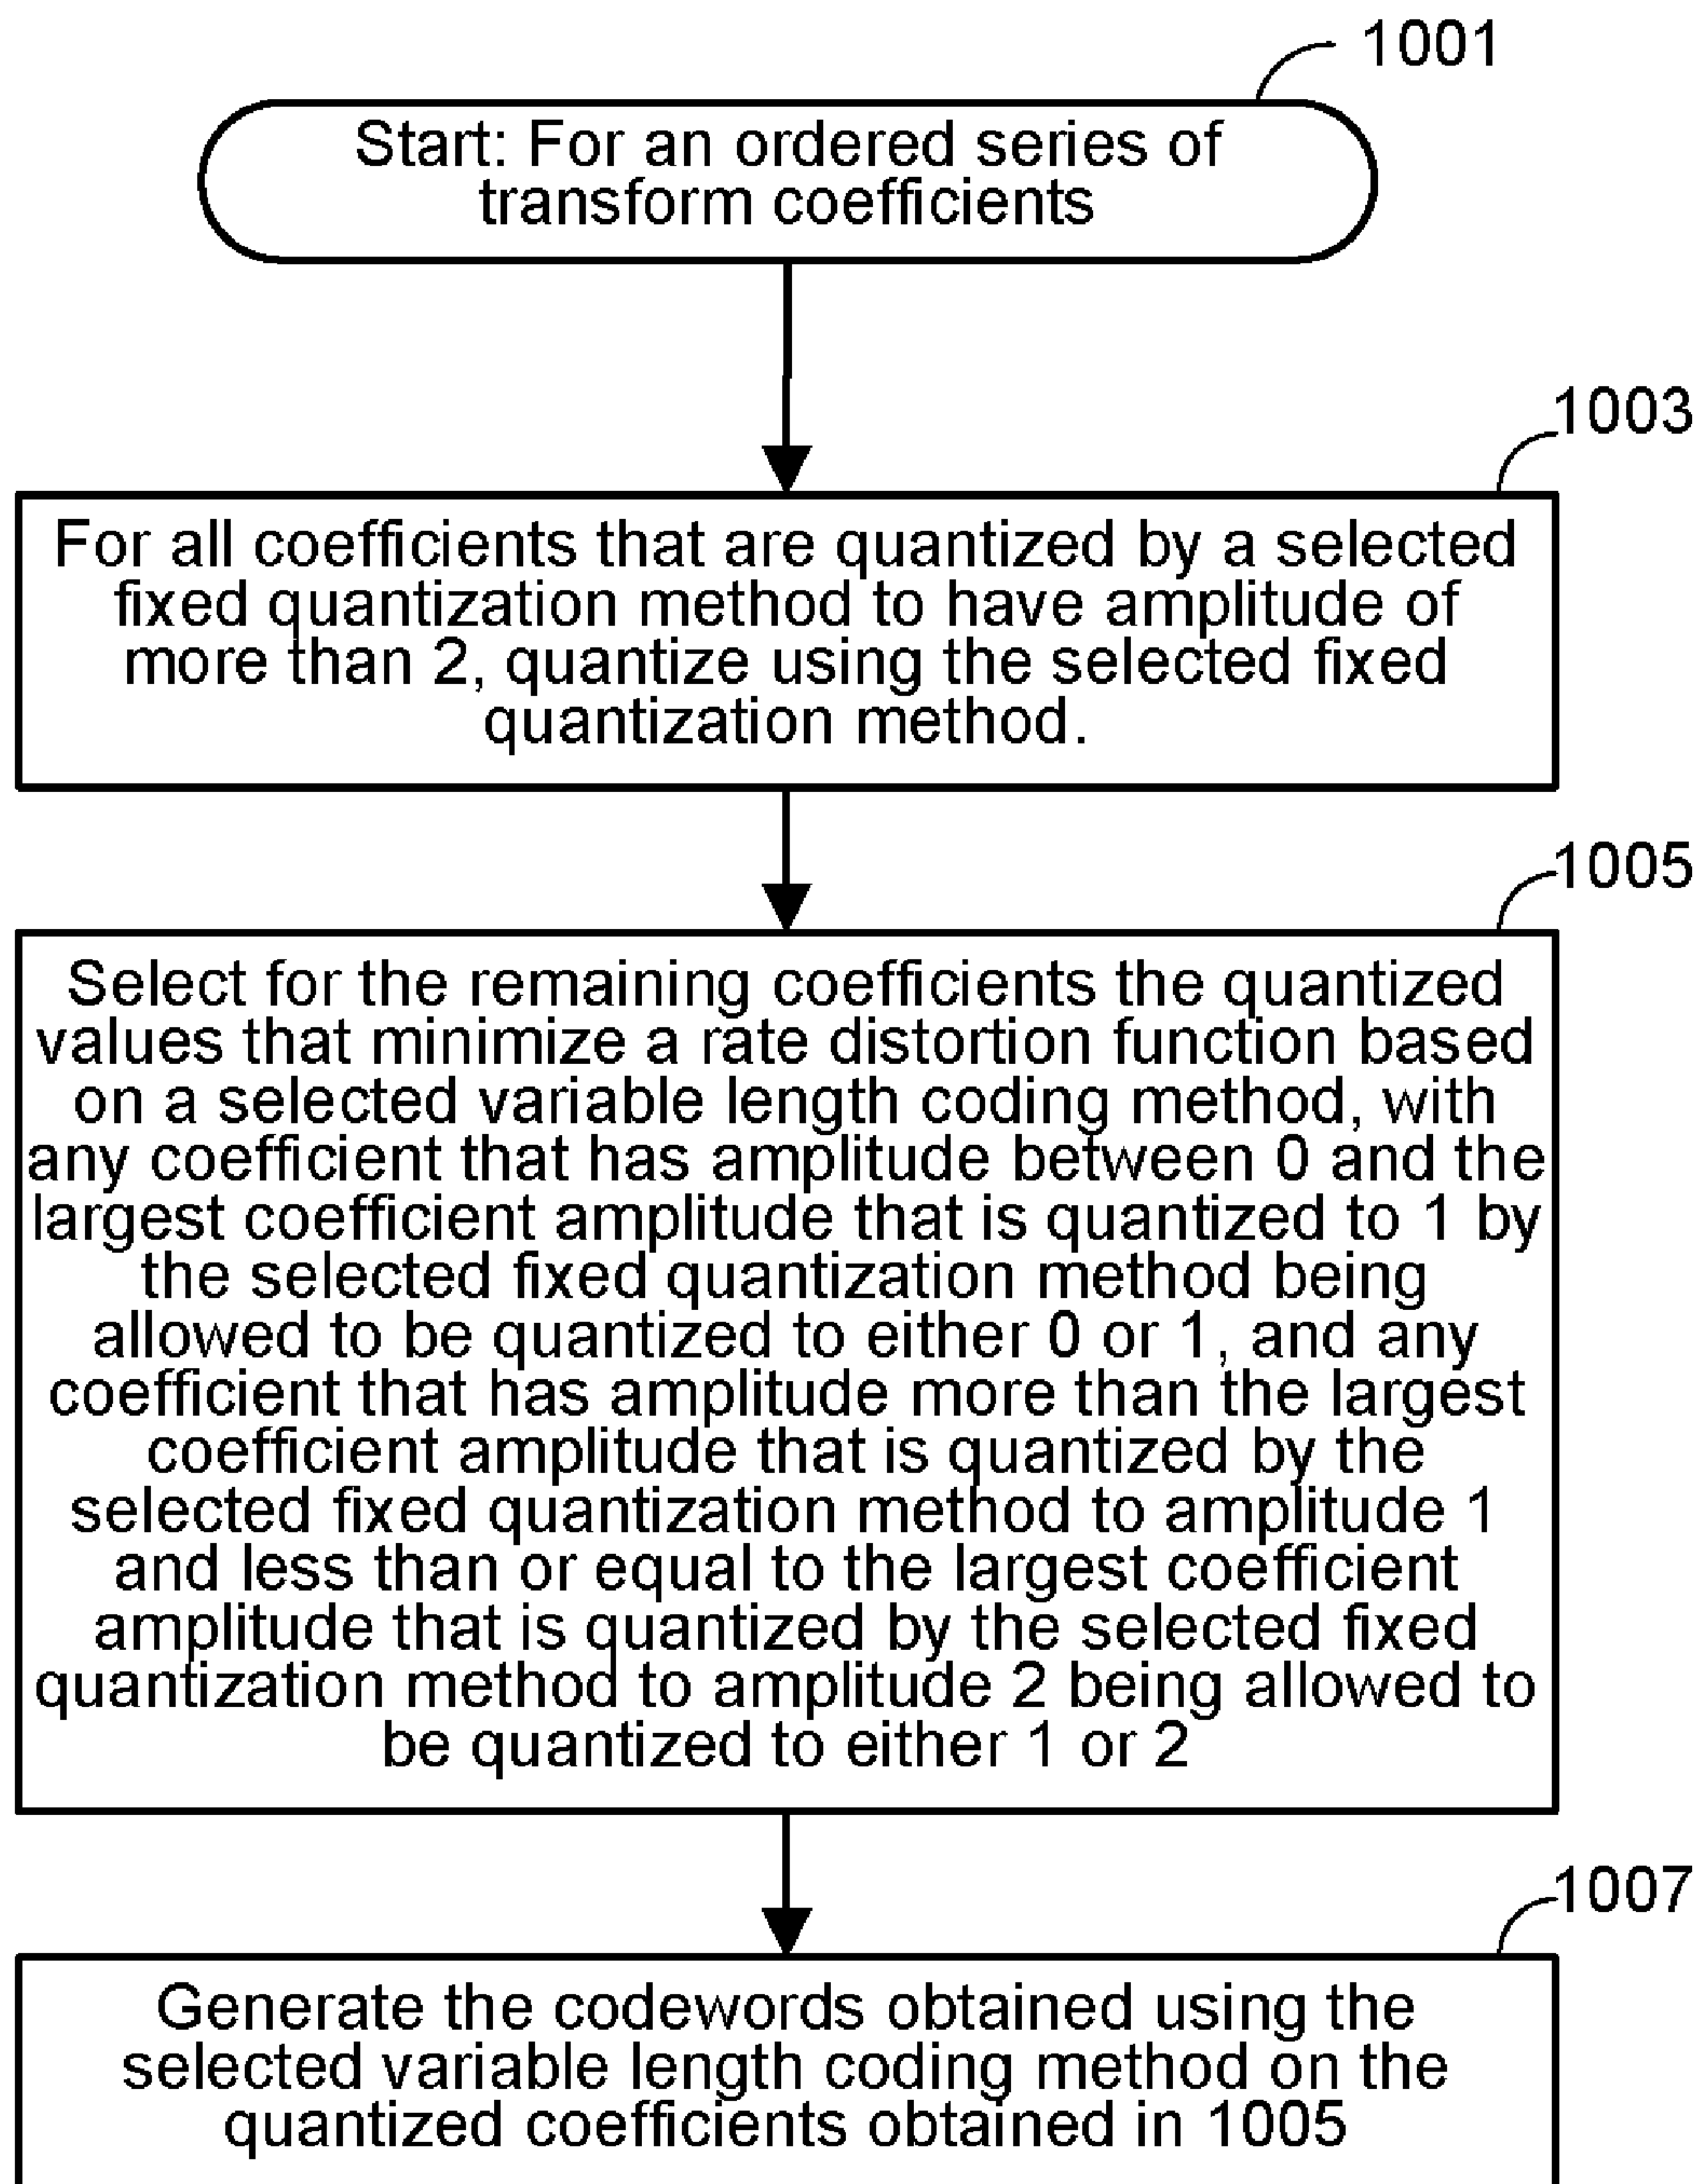 1001
Start: For an ordered series of
transform coefficients
1003
For all coefficients that are quantized by a selected
fixed quantization method to have amplitude of
more than 2, quantize using the selected fixed
quantization method.
1005
Select for the remaining coefficients the quantized
values that minimize a rate distortion function based
on a selected variable length coding method, with
any coefficient that has amplitude between 0 and the
largest coefficient amplitude that is quantized to 1 by
the selected fixed quantization method being
allowed to be quantized to either 0 or 1, and any
coefficient that has amplitude more than the largest
coefficient amplitude that is quantized by the
selected fixed quantization method to amplitude 1
and less than or equal to the largest coefficient
amplitude that is quantized by the selected fixed
quantization method to amplitude 2 being allowed to
be quantized to either 1 or 2
1007
Generate the codewords obtained using the
selected variable length coding method on the
quantized coefficients obtained in 1005